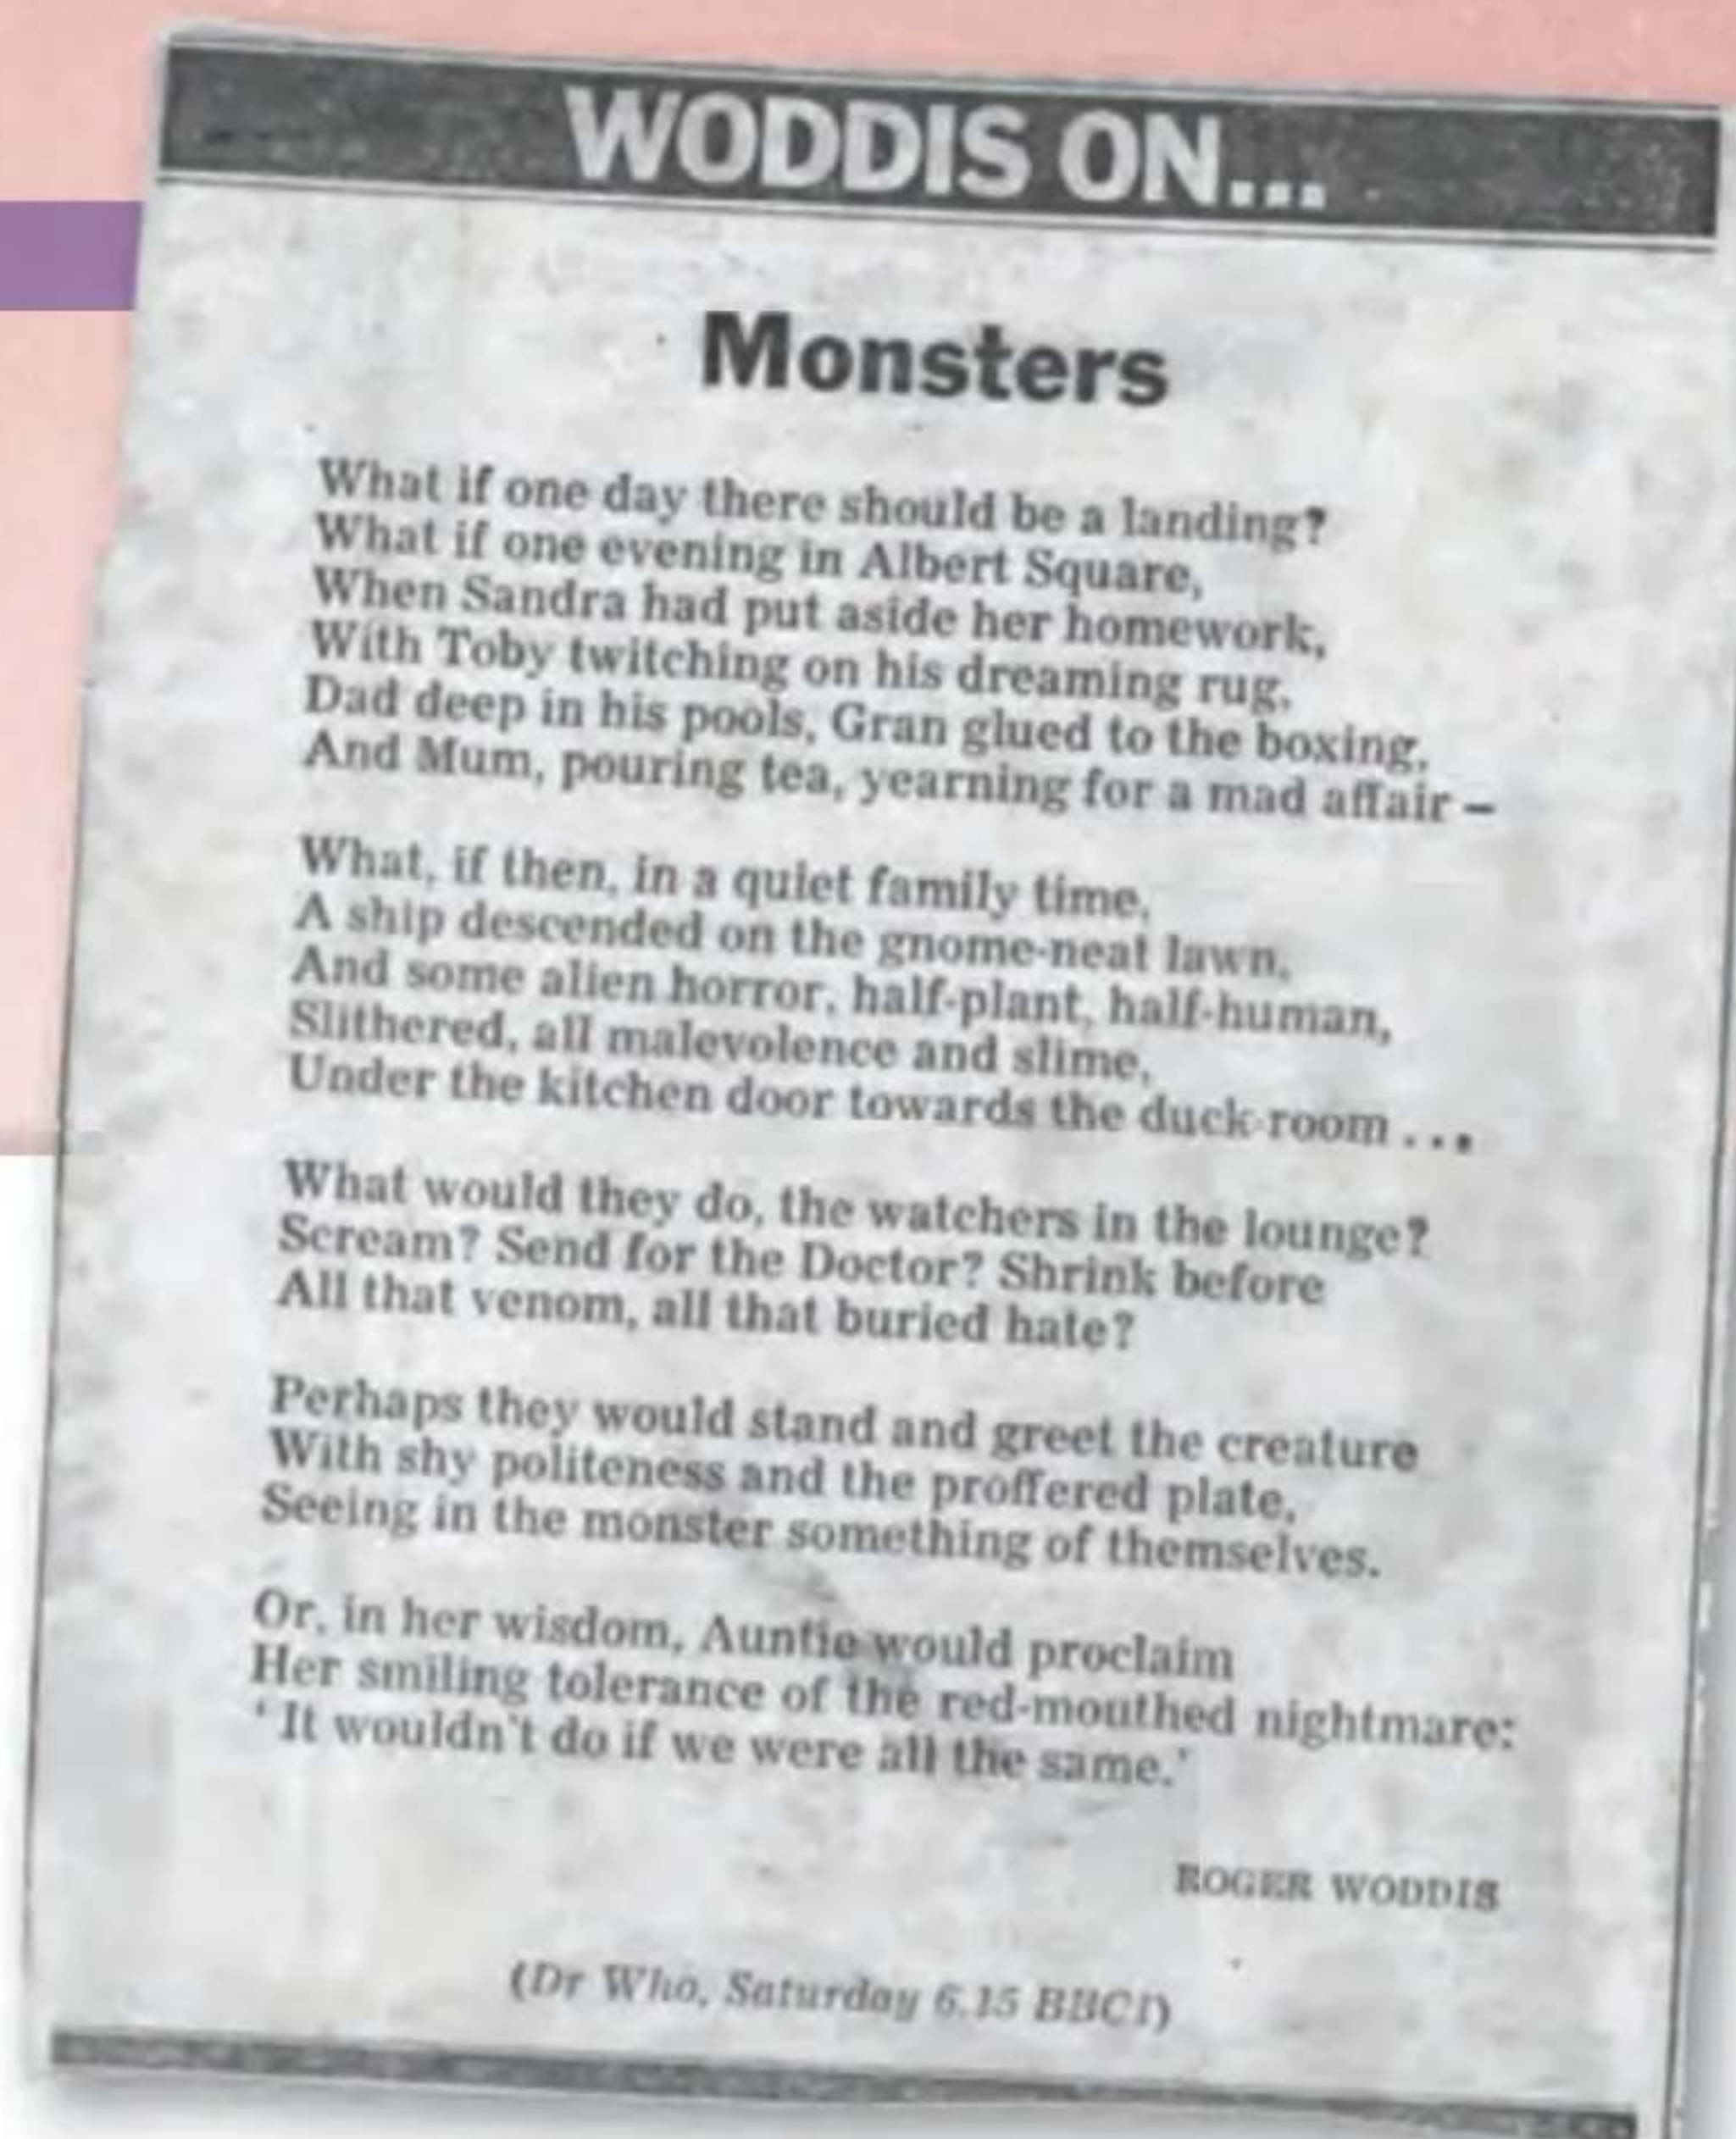 WODDIS ON...
Monsters
What if one day there should be a landing?
What if one evening in Albert Square,
When Sandra had put aside her homework,
With Toby twitching on his dreaming rug,
Dad deep in his pools, Gran glued to the boxing,
And Mum, pouring tea, yearning for a mad affair –
What, if then, in a quiet family time,
A ship descended on the gnome-neat lawn,
And some alien horror, half-plant, half-human,
Slithered, all malevolence and slime,
Under the kitchen door towards the duck-room ...
What would they do, the watchers in the lounge?
Scream? Send for the Doctor? Shrink before
All that venom, all that buried hate?
Perhaps they would stand and greet the creature
With shy politeness and the proffered plate,
Seeing in the monster something of themselves.
Or, in her wisdom, Auntie would proclaim
Her smiling tolerance of the red-mouthed nightmare:
‘It wouldn't do if we were all the same.’
ROGER WODDIS
(Dr Who, Saturday 6.15 BBC1)